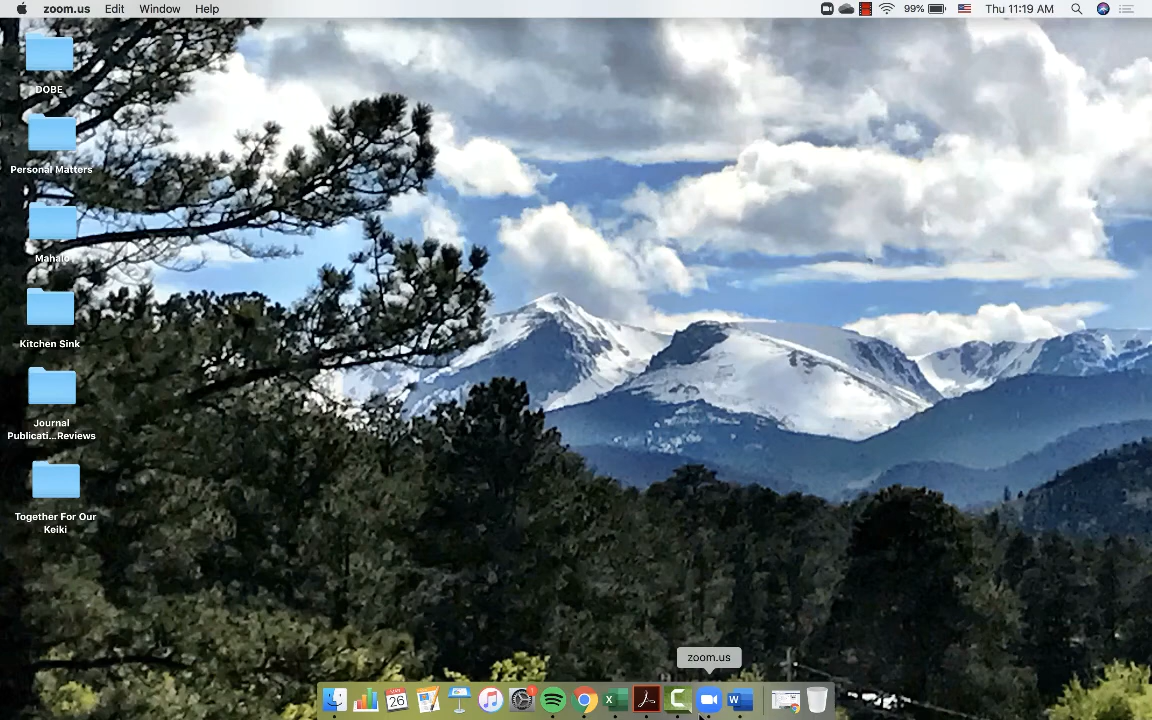 zoom.us Edit Window Help 99% Thu 11:19 AM
DOBE
Personal Matters
Mahalo
Kitchen Sink
Journal
Publicati...Reviews
Together For Our
Keiki
zoom.us
26
X
W